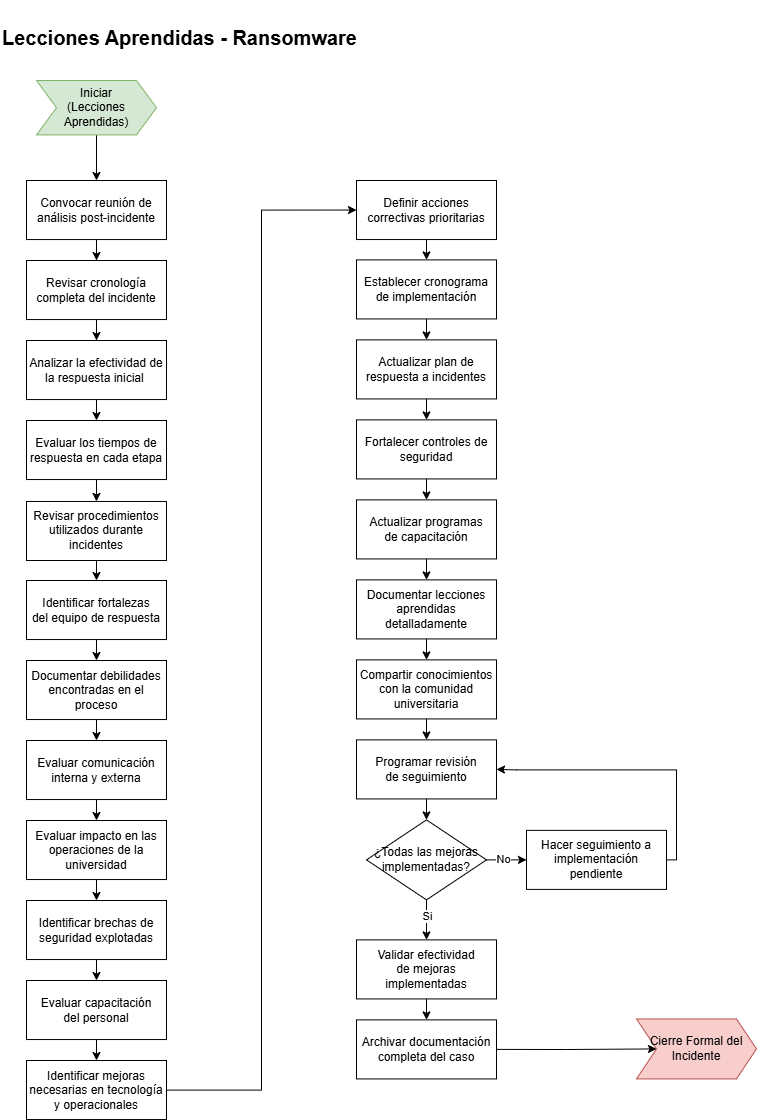 Lecciones Aprendidas - Ransomware
Iniciar
(Lecciones
Aprendidas)
Convocar reunión de
análisis post-incidente
Revisar cronología
completa del incidente
Analizar la efectividad de
la respuesta inicial
Evaluar los tiempos de
respuesta en cada etapa
Revisar procedimientos
utilizados durante
incidentes
Identificar fortalezas
del equipo de respuesta
Documentar debilidades
encontradas en el
proceso
Evaluar comunicación
interna y externa
Evaluar impacto en las
operaciones de la
universidad
Identificar brechas de
seguridad explotadas
Evaluar capacitación
del personal
Identificar mejoras
necesarias en tecnología
y operacionales
Definir acciones
correctivas prioritarias
Establecer cronograma
de implementación
Actualizar plan de
respuesta a incidentes
Fortalecer controles de
seguridad
Actualizar programas
de capacitación
Documentar lecciones
aprendidas
detalladamente
Compartir conocimientos
con la comunidad
universitaria
Programar revisión
de seguimiento
¿Todas las mejoras
implementadas?
No
Hacer seguimiento a
implementación
pendiente
Si
Validar efectividad
de mejoras
implementadas
Archivar documentación
completa del caso
Cierre Formal del
Incidente